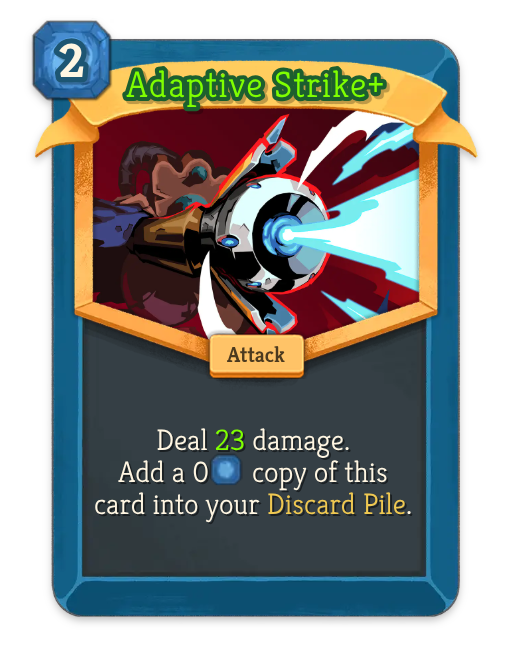 2
Adaptive Strike+
Attack
Deal 23 damage.
Add a 0 copy of this
card into your Discard Pile.